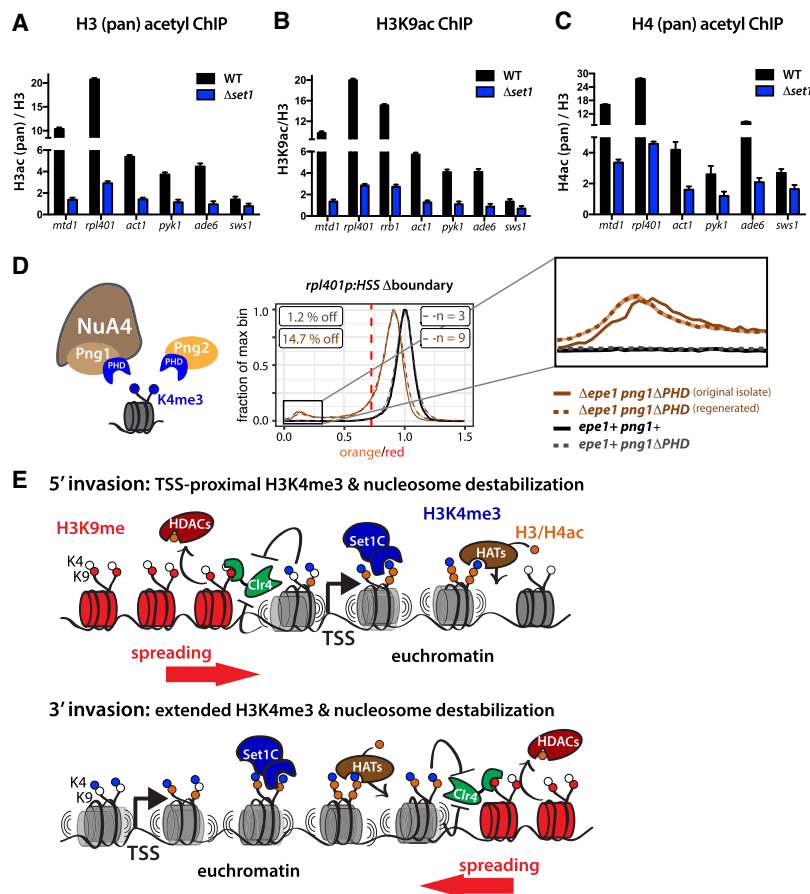 A
H3 (pan) acetyl ChIP
H3ac (pan) / H3
20
15
10
6
4
2
0
WT
Δset1
mtd1 rpl401 act1 pyk1 ade6 sws1
B
H3K9ac ChIP
H3K9ac/H3
20
15
10
6
4
2
0
WT
Δset1
mtd1 rpl401 rrb1 act1 pyk1 ade6 sws1
C
H4 (pan) acetyl ChIP
H4ac (pan) / H3
30
24
18
12
4
2
0
WT
Δset1
mtd1 rpl401 act1 pyk1 ade6 sws1
D
NuA4
Png1
PHD
Png2
PHD
K4me3
rpl401p:HSS Δboundary
fraction of max bin
1.0
0.5
0.0
1.2 % off
14.7 % off
n = 3
n = 9
0.0 0.5 1.0 1.5
orange/red
Δepe1 png1ΔPHD (original isolate)
Δepe1 png1ΔPHD (regenerated)
epe1+ png1+
epe1+ png1ΔPHD
E
5′ invasion: TSS-proximal H3K4me3 & nucleosome destabilization
H3K9me
HDACs
H3K4me3
H3/H4ac
Set1C
HATs
K4
K9
Clr4
TSS
spreading
euchromatin
3′ invasion: extended H3K4me3 & nucleosome destabilization
Set1C
HATs
HDACs
K4
K9
Clr4
TSS
euchromatin
spreading